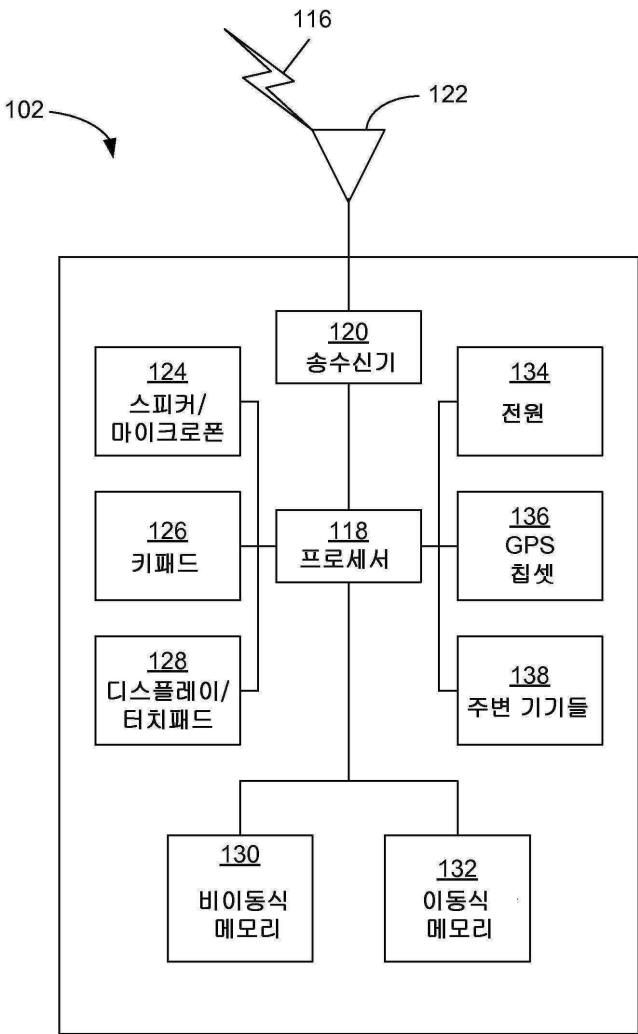 116
122
102
120
송수신기
124
스피커/
마이크로폰
134
전원
126
키패드
118
프로세서
136
GPS
칩셋
128
디스플레이/
터치패드
138
주변 기기들
130
비이동식
메모리
132
이동식
메모리